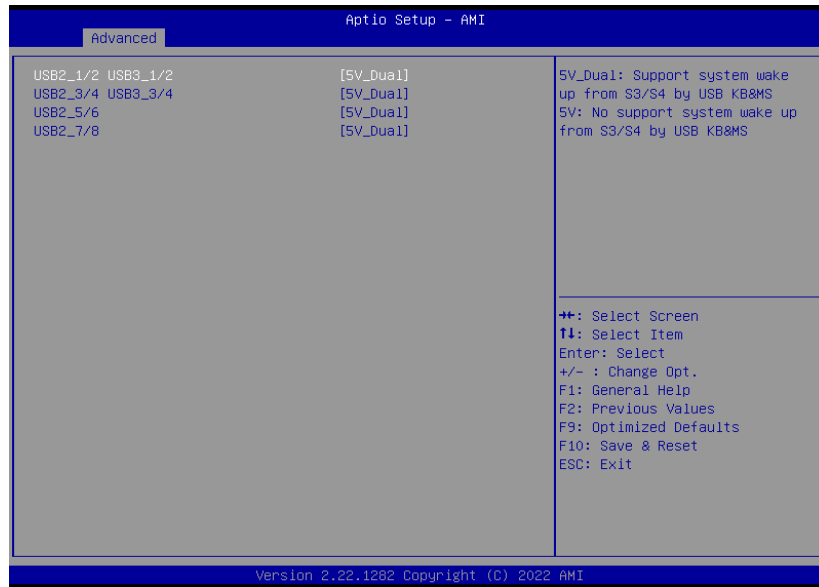 Aptio Setup – AMI
Advanced
USB2_1/2 USB3_1/2 [5V_Dual]
USB2_3/4 USB3_3/4 [5V_Dual]
USB2_5/6 [5V_Dual]
USB2_7/8 [5V_Dual]
5V_Dual: Support system wake
up from S3/S4 by USB KB&MS
5V: No support system wake up
from S3/S4 by USB KB&MS
→←: Select Screen
↑↓: Select Item
Enter: Select
+/– : Change Opt.
F1: General Help
F2: Previous Values
F9: Optimized Defaults
F10: Save & Reset
ESC: Exit
Version 2.22.1282 Copyright (C) 2022 AMI